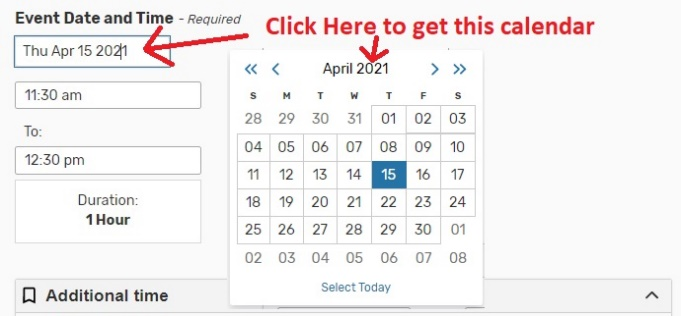 Event Date and Time - Required
Click Here to get this calendar
Thu Apr 15 2021
« ‹ April 2021 › »
S M T W T F S
28 29 30 31 01 02 03
11:30 am
04 05 06 07 08 09 10
To:
12:30 pm
11 12 13 14 15 16 17
Duration:
1 Hour
18 19 20 21 22 23 24
25 26 27 28 29 30 01
02 03 04 05 06 07 08
Select Today
Additional time